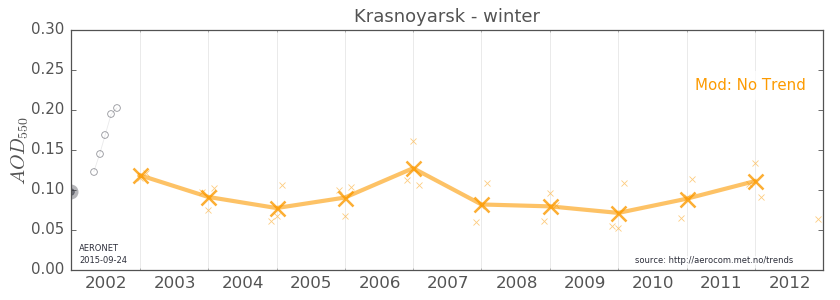 Krasnoyarsk - winter
0.30
0.25
0.20
0.15
0.10
0.05
0.00
AOD550
Mod: No Trend
AERONET
2015-09-24
source: http://aerocom.met.no/trends
2002 2003 2004 2005 2006 2007 2008 2009 2010 2011 2012